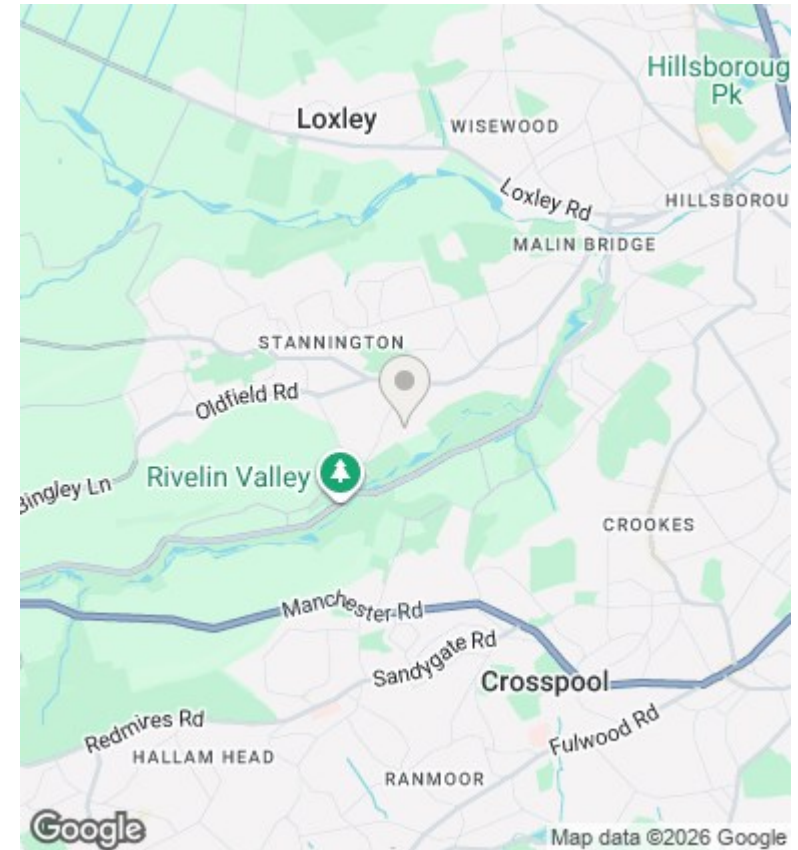 Hillsboroug
Pk
Loxley
WISEWOOD
Loxley Rd
HILLSBOROU
MALIN BRIDGE
STANNINGTON
Oldfield Rd
Rivelin Valley
Bingley Ln
CROOKES
Manchester Rd
Sandygate Rd
Crosspool
Redmires Rd
Fulwood Rd
HALLAM HEAD
RANMOOR
Google
Map data ©2026 Google